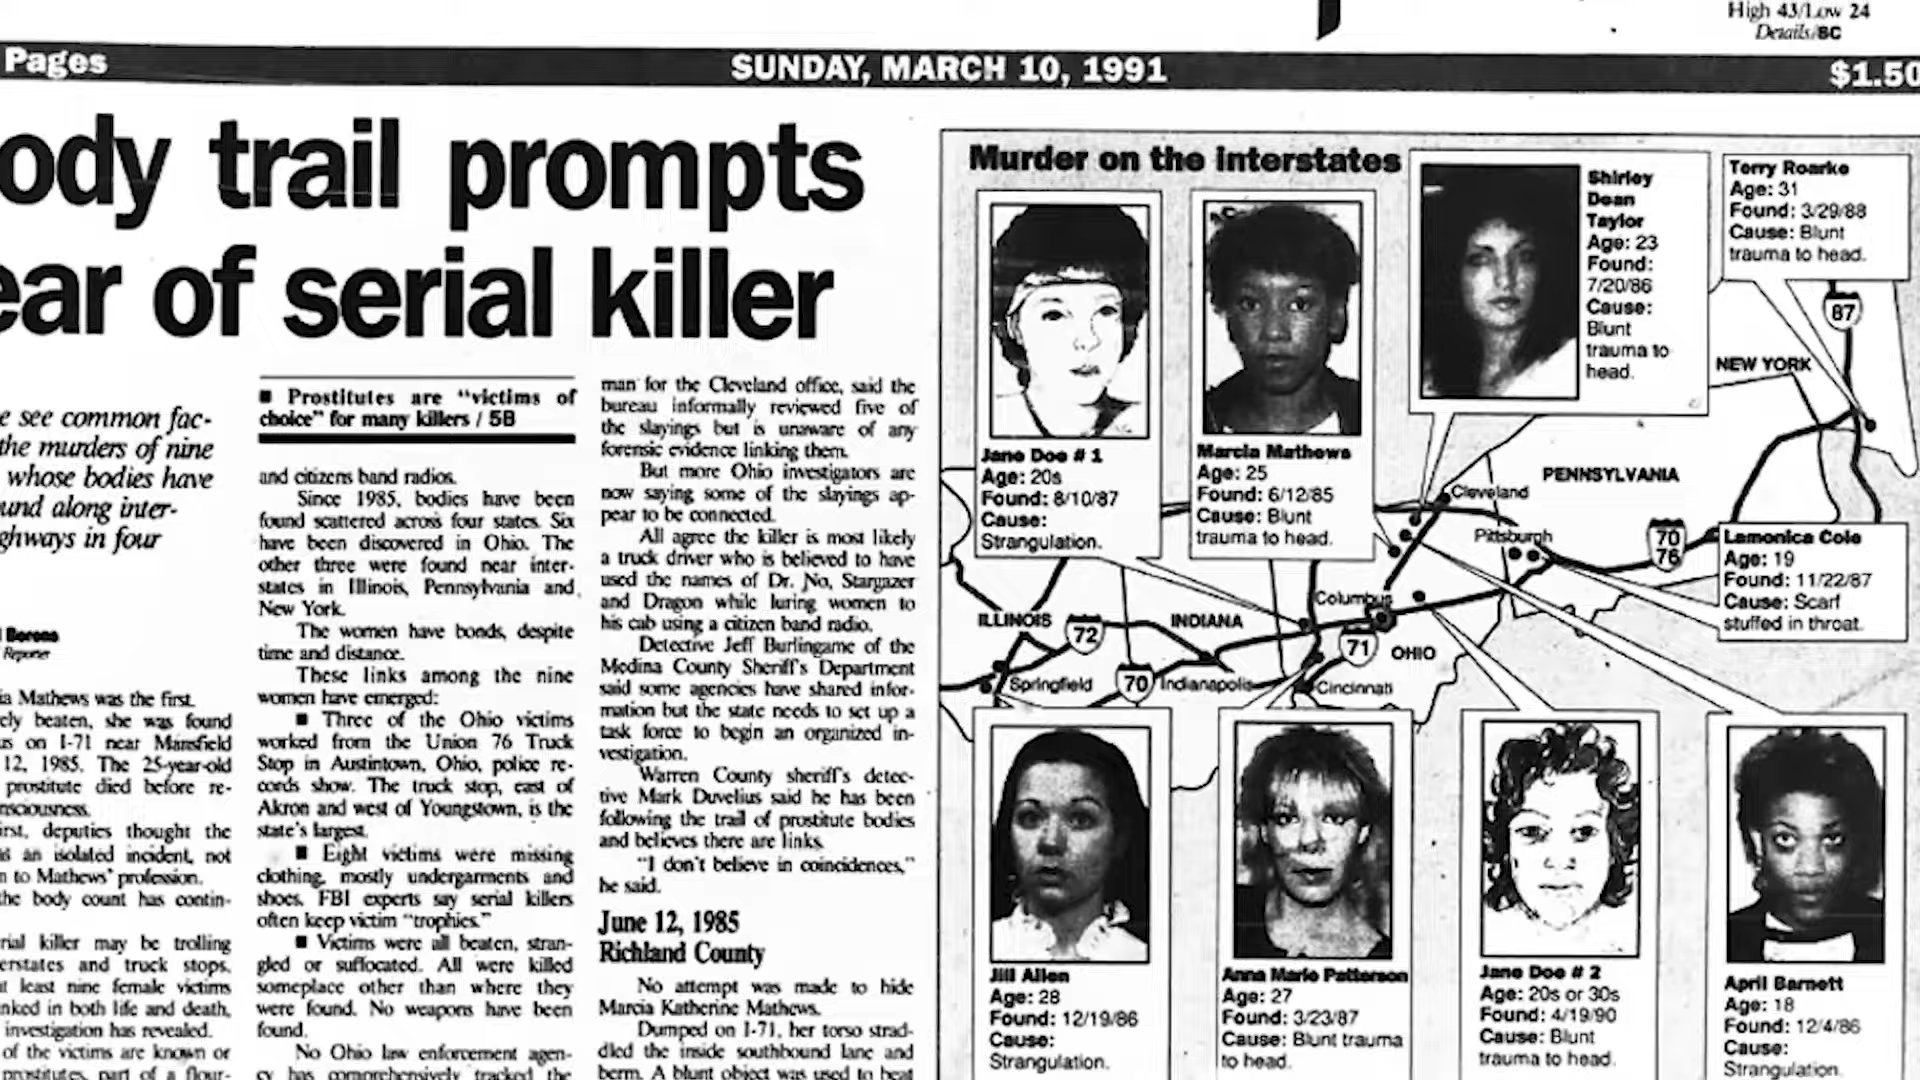 High 43/Low 24
Details/8C
Pages
SUNDAY, MARCH 10, 1991
$1.50
ody trail prompts
ear of serial killer
e see common fac-
the murders of nine
whose bodies have
und along inter-
ghways in four
Berens
Reporter
ia Mathews was the first.
ely beaten, she was found
us on I-71 near Mansfield
12, 1985. The 25-year-old
prostitute died before re-
nsciousness.
irst, deputies thought the
as an isolated incident, not
n to Mathews' profession.
the body count has contin-
rial killer may be trolling
erstates and truck stops,
at least nine female victims
nked in both life and death,
investigation has revealed.
of the victims are known or
prostitutes, part of a flour-
■ Prostitutes are "victims of
choice" for many killers / 5B
and citizens band radios.
Since 1985, bodies have been
found scattered across four states. Six
have been discovered in Ohio. The
other three were found near inter-
states in Illinois, Pennsylvania and
New York.
The women have bonds, despite
time and distance.
These links among the nine
women have emerged:
■ Three of the Ohio victims
worked from the Union 76 Truck
Stop in Austintown, Ohio, police re-
cords show. The truck stop, east of
Akron and west of Youngstown, is the
state's largest.
■ Eight victims were missing
clothing, mostly undergarments and
shoes. FBI experts say serial killers
often keep victim "trophies."
■ Victims were all beaten, stran-
gled or suffocated. All were killed
someplace other than where they
were found. No weapons have been
found.
No Ohio law enforcement agen-
cy has comprehensively tracked the
man for the Cleveland office, said the
bureau informally reviewed five of
the slayings but is unaware of any
forensic evidence linking them.
But more Ohio investigators are
now saying some of the slayings ap-
pear to be connected.
All agree the killer is most likely
a truck driver who is believed to have
used the names of Dr. No, Stargazer
and Dragon while luring women to
his cab using a citizen band radio.
Detective Jeff Burlingame of the
Medina County Sheriff's Department
said some agencies have shared infor-
mation but the state needs to set up a
task force to begin an organized in-
vestigation.
Warren County sheriff's detec-
tive Mark Duvelius said he has been
following the trail of prostitute bodies
and believes there are links.
"I don't believe in coincidences,"
he said.
June 12, 1985
Richland County
No attempt was made to hide
Marcia Katherine Mathews.
Dumped on I-71, her torso strad-
dled the inside southbound lane and
berm. A blunt object was used to beat
Murder on the interstates
Jane Doe # 1
Age: 20s
Found: 8/10/87
Cause:
Strangulation.
Marcia Mathews
Age: 25
Found: 6/12/85
Cause: Blunt
trauma to head.
Shirley
Dean
Taylor
Age: 23
Found:
7/20/86
Cause:
Blunt
trauma to
head.
Terry Roarke
Age: 31
Found: 3/29/88
Cause: Blunt
trauma to head.
87
NEW YORK
PENNSYLVANIA
Cleveland
Pittsburgh
70
76
Lamonica Cole
Age: 19
Found: 11/22/87
Cause: Scarf
stuffed in throat.
Columbus
ILLINOIS
72
INDIANA
71
OHIO
Springfield
70
Indianapolis
Cincinnati
Jill Allen
Age: 28
Found: 12/19/86
Cause:
Strangulation.
Anna Marie Patterson
Age: 27
Found: 3/23/87
Cause: Blunt trauma
to head.
Jane Doe # 2
Age: 20s or 30s
Found: 4/19/90
Cause: Blunt
trauma to head.
April Barnett
Age: 18
Found: 12/4/86
Cause:
Strangulation.